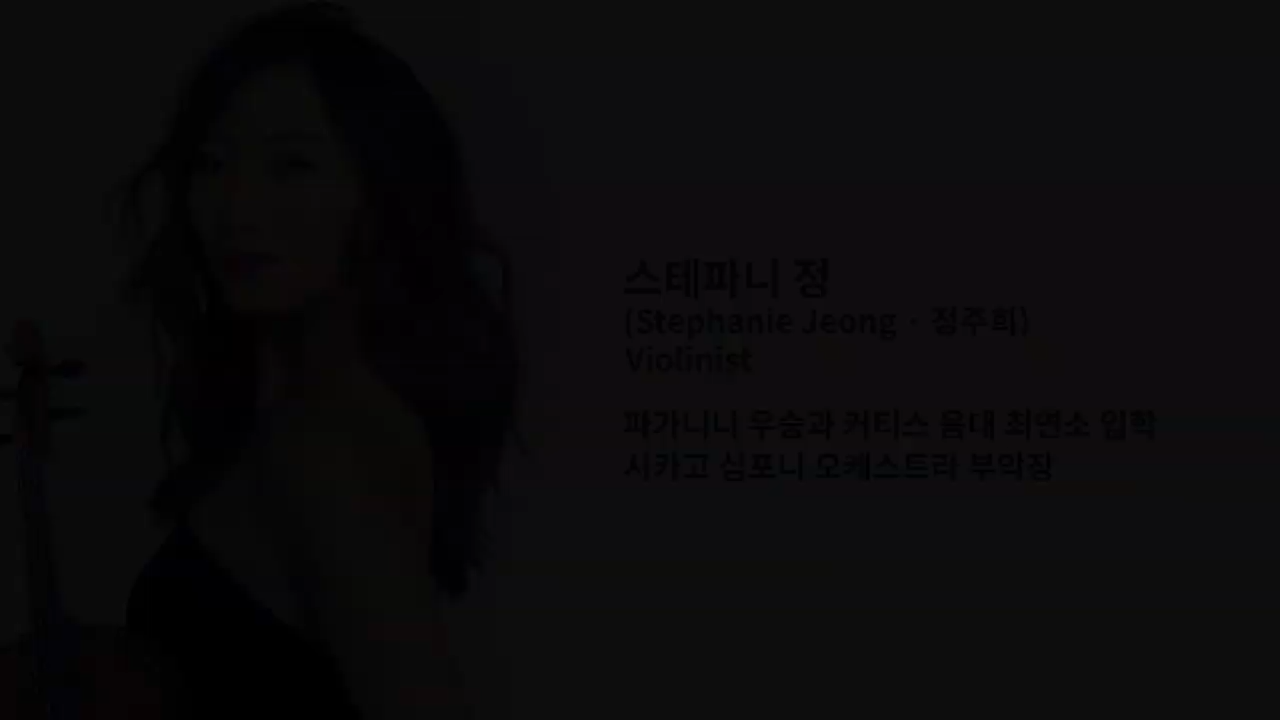 스테파니 정
(Stephanie Jeong · 정주희)
Violinist
파가니니 우승과 커티스 음대 최연소 입학
시카고 심포니 오케스트라 부악장